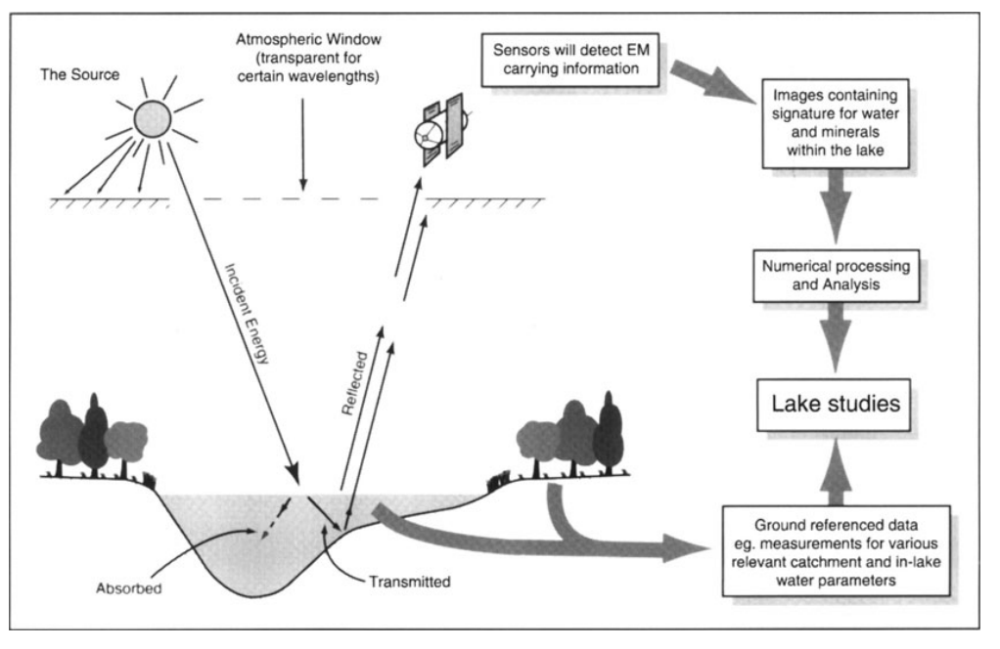 The Source
Atmospheric Window
(transparent for
certain wavelengths)
Sensors will detect EM
carrying information
Images containing
signature for water
and minerals
within the lake
Numerical processing
and Analysis
Incident Energy
Reflected
Lake studies
Ground referenced data
eg. measurements for various
relevant catchment and in-lake
water parameters
Absorbed
Transmitted